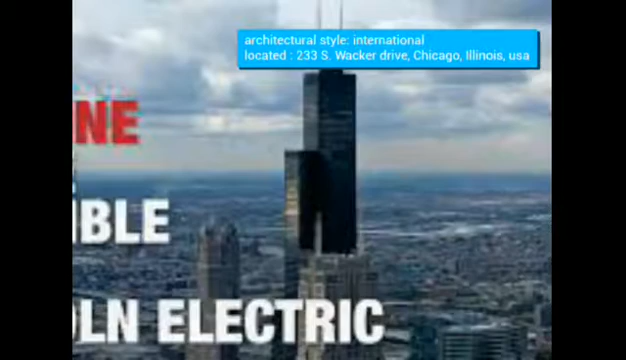 architectural style: international
located : 233 S. Wacker drive, Chicago, Illinois, usa
NE
IBLE
OLN ELECTRIC